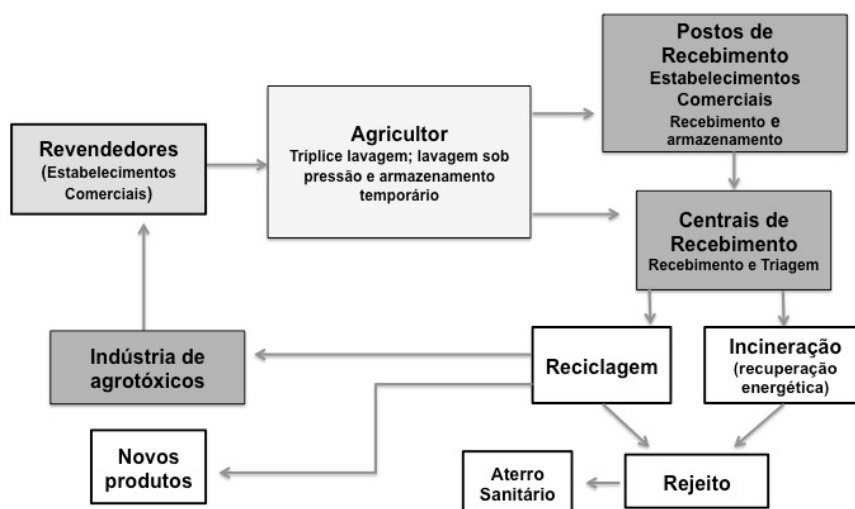 Postos de
Recebimento
Estabelecimentos
Comerciais
Recebimento e
armazenamento
Revendedores
(Estabelecimentos
Comerciais)
Agricultor
Tríplice lavagem; lavagem sob
pressão e armazenamento
temporário
Centrais de
Recebimento
Recebimento e Triagem
Indústria de
agrotóxicos
Reciclagem
Incineração
(recuperação
energética)
Novos
produtos
Aterro
Sanitário
Rejeito